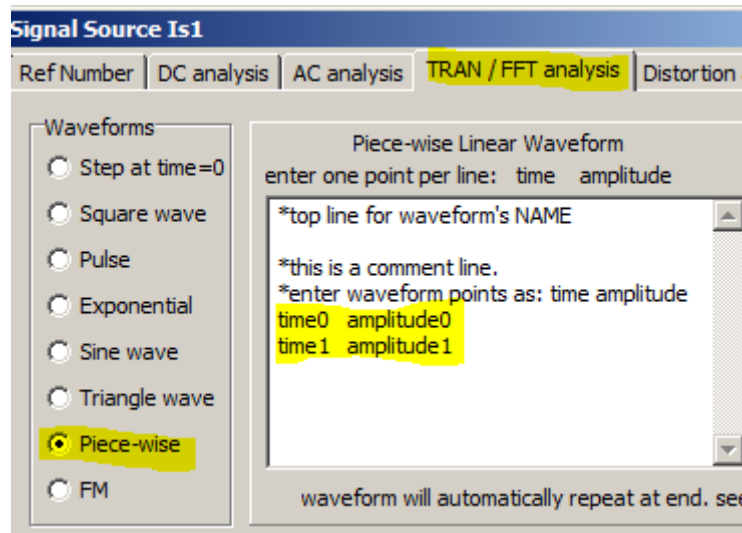 Signal Source Is1
Ref Number DC analysis AC analysis TRAN / FFT analysis Distortion
Waveforms
Step at time=0
Square wave
Pulse
Exponential
Sine wave
Triangle wave
Piece-wise
FM
Piece-wise Linear Waveform
enter one point per line: time amplitude
*top line for waveform's NAME
*this is a comment line.
*enter waveform points as: time amplitude
time0 amplitude0
time1 amplitude1
waveform will automatically repeat at end. see